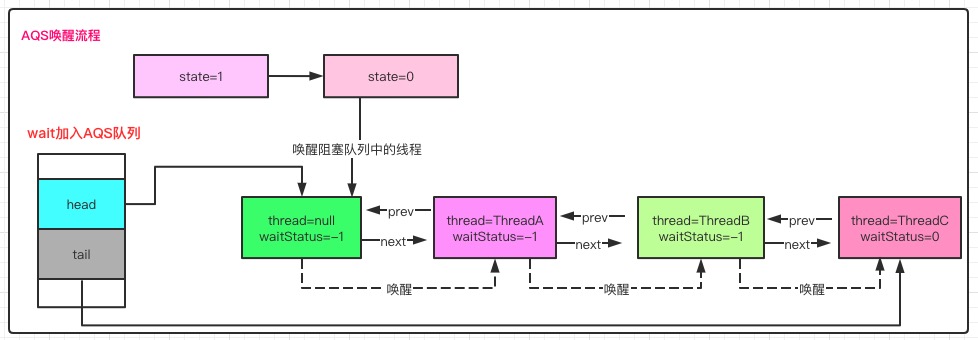 AQS唤醒流程
state=1
state=0
wait加入AQS队列
唤醒阻塞队列中的线程
head
tail
thread=null
waitStatus=-1
prev
next
thread=ThreadA
waitStatus=-1
prev
next
thread=ThreadB
waitStatus=-1
prev
next
thread=ThreadC
waitStatus=0
唤醒
唤醒
唤醒